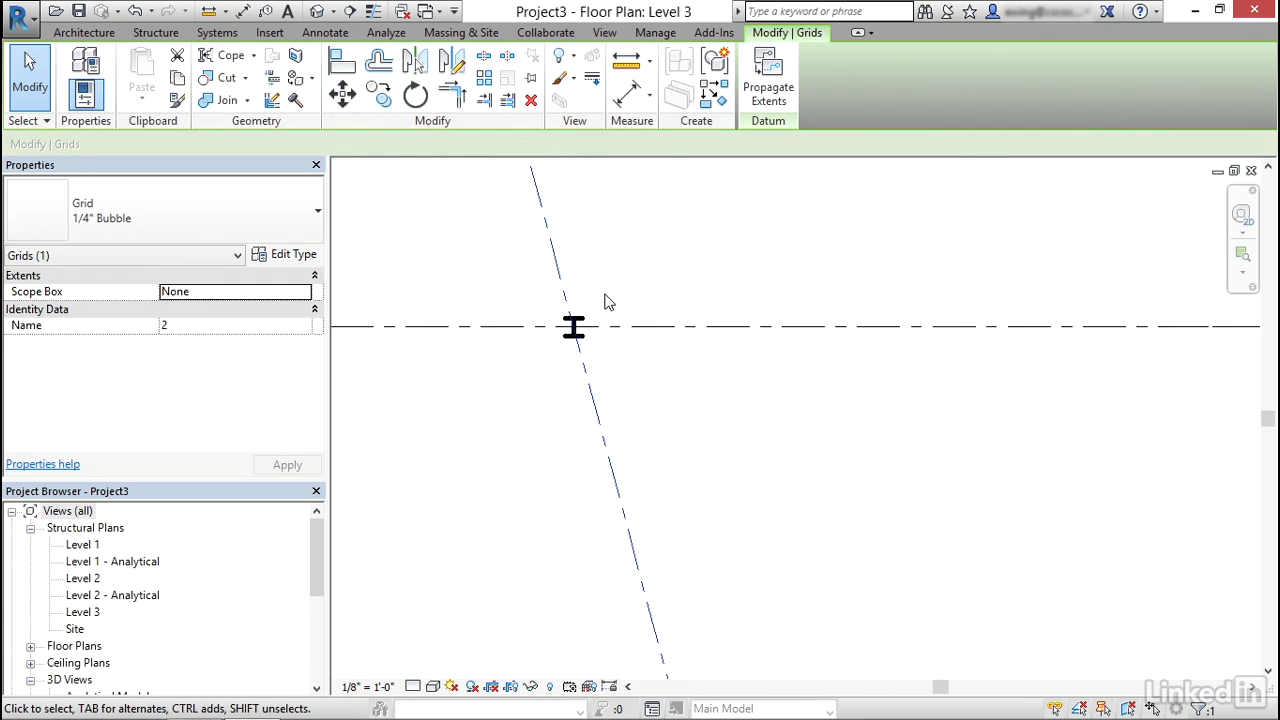 Project3 - Floor Plan: Level 3
Type a keyword or phrase
Architecture Structure Systems Insert Annotate Analyze Massing & Site Collaborate View Manage Add-Ins Modify | Grids
Modify
Cope
Cut
Join
Paste
Propagate
Extents
Select Properties Clipboard Geometry Modify View Measure Create Datum
Modify | Grids
Properties
Grid
1/4" Bubble
Grids (1)
Edit Type
Extents
Scope Box None
Identity Data
Name 2
Properties help
Apply
Project Browser - Project3
Views (all)
Structural Plans
Level 1
Level 1 - Analytical
Level 2
Level 2 - Analytical
Level 3
Site
Floor Plans
Ceiling Plans
3D Views
2D
1/8" = 1'-0"
Click to select, TAB for alternates, CTRL adds, SHIFT unselects.
:0
Main Model
:1
Linked in